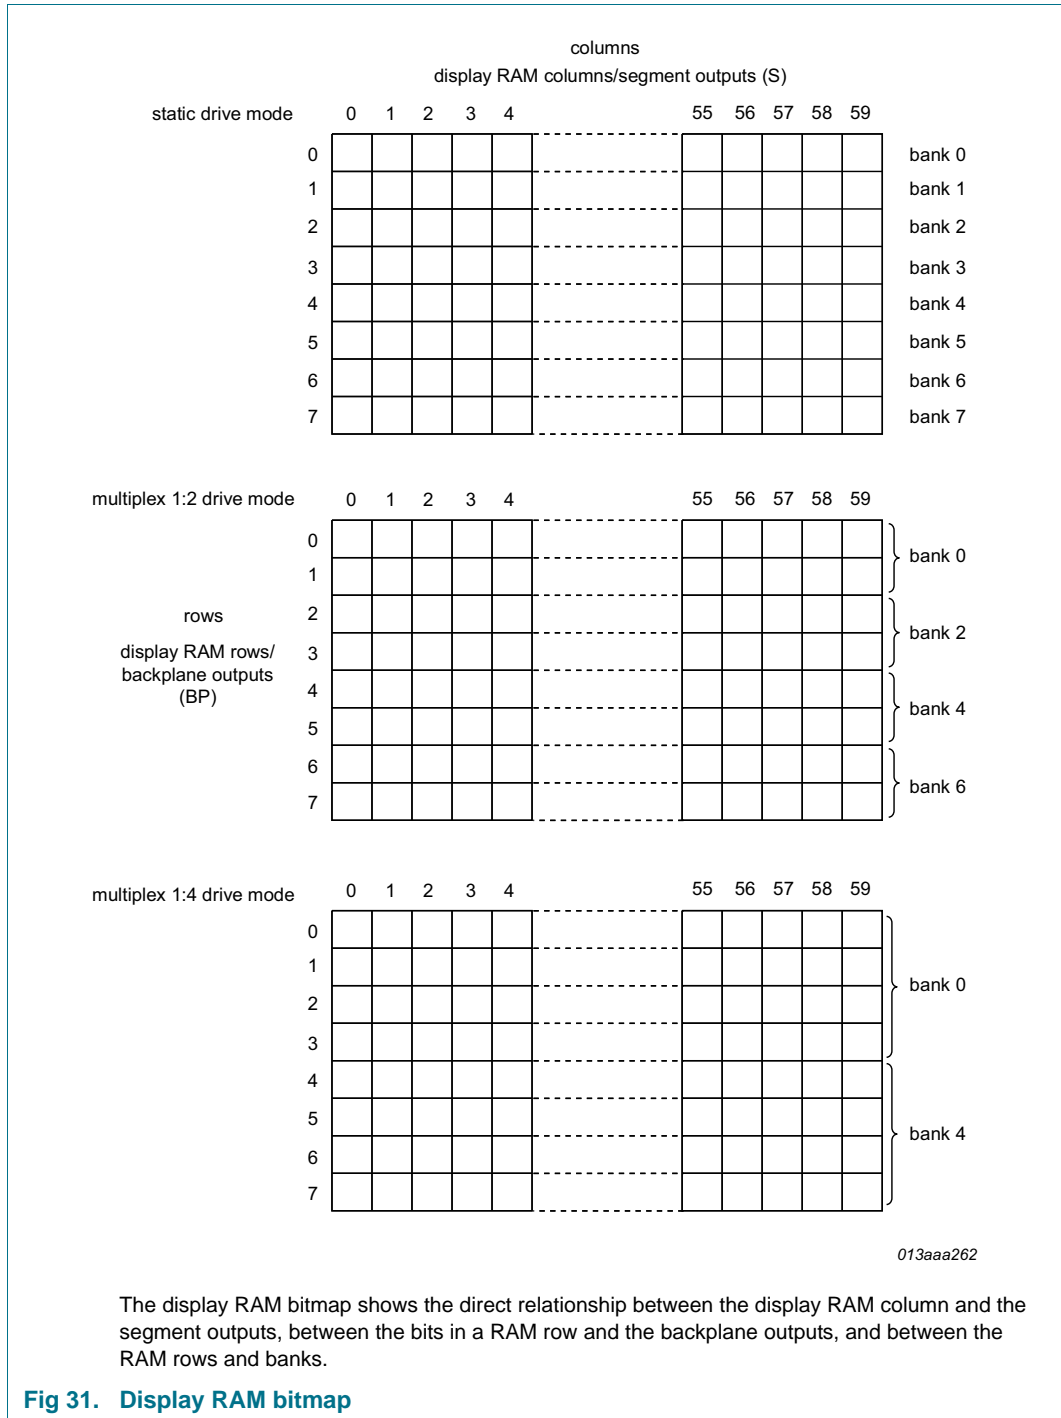 columns
display RAM columns/segment outputs (S)
static drive mode 0 1 2 3 4 55 56 57 58 59
0 bank 0
1 bank 1
2 bank 2
3 bank 3
4 bank 4
5 bank 5
6 bank 6
7 bank 7
multiplex 1:2 drive mode 0 1 2 3 4 55 56 57 58 59
0
bank 0
1
rows 2
bank 2
display RAM rows/ 3
backplane outputs
(BP) 4
bank 4
5
6
bank 6
7
multiplex 1:4 drive mode 0 1 2 3 4 55 56 57 58 59
0
1
bank 0
2
3
4
5
bank 4
6
7
013aaa262
The display RAM bitmap shows the direct relationship between the display RAM column and the
segment outputs, between the bits in a RAM row and the backplane outputs, and between the
RAM rows and banks.
Fig 31. Display RAM bitmap